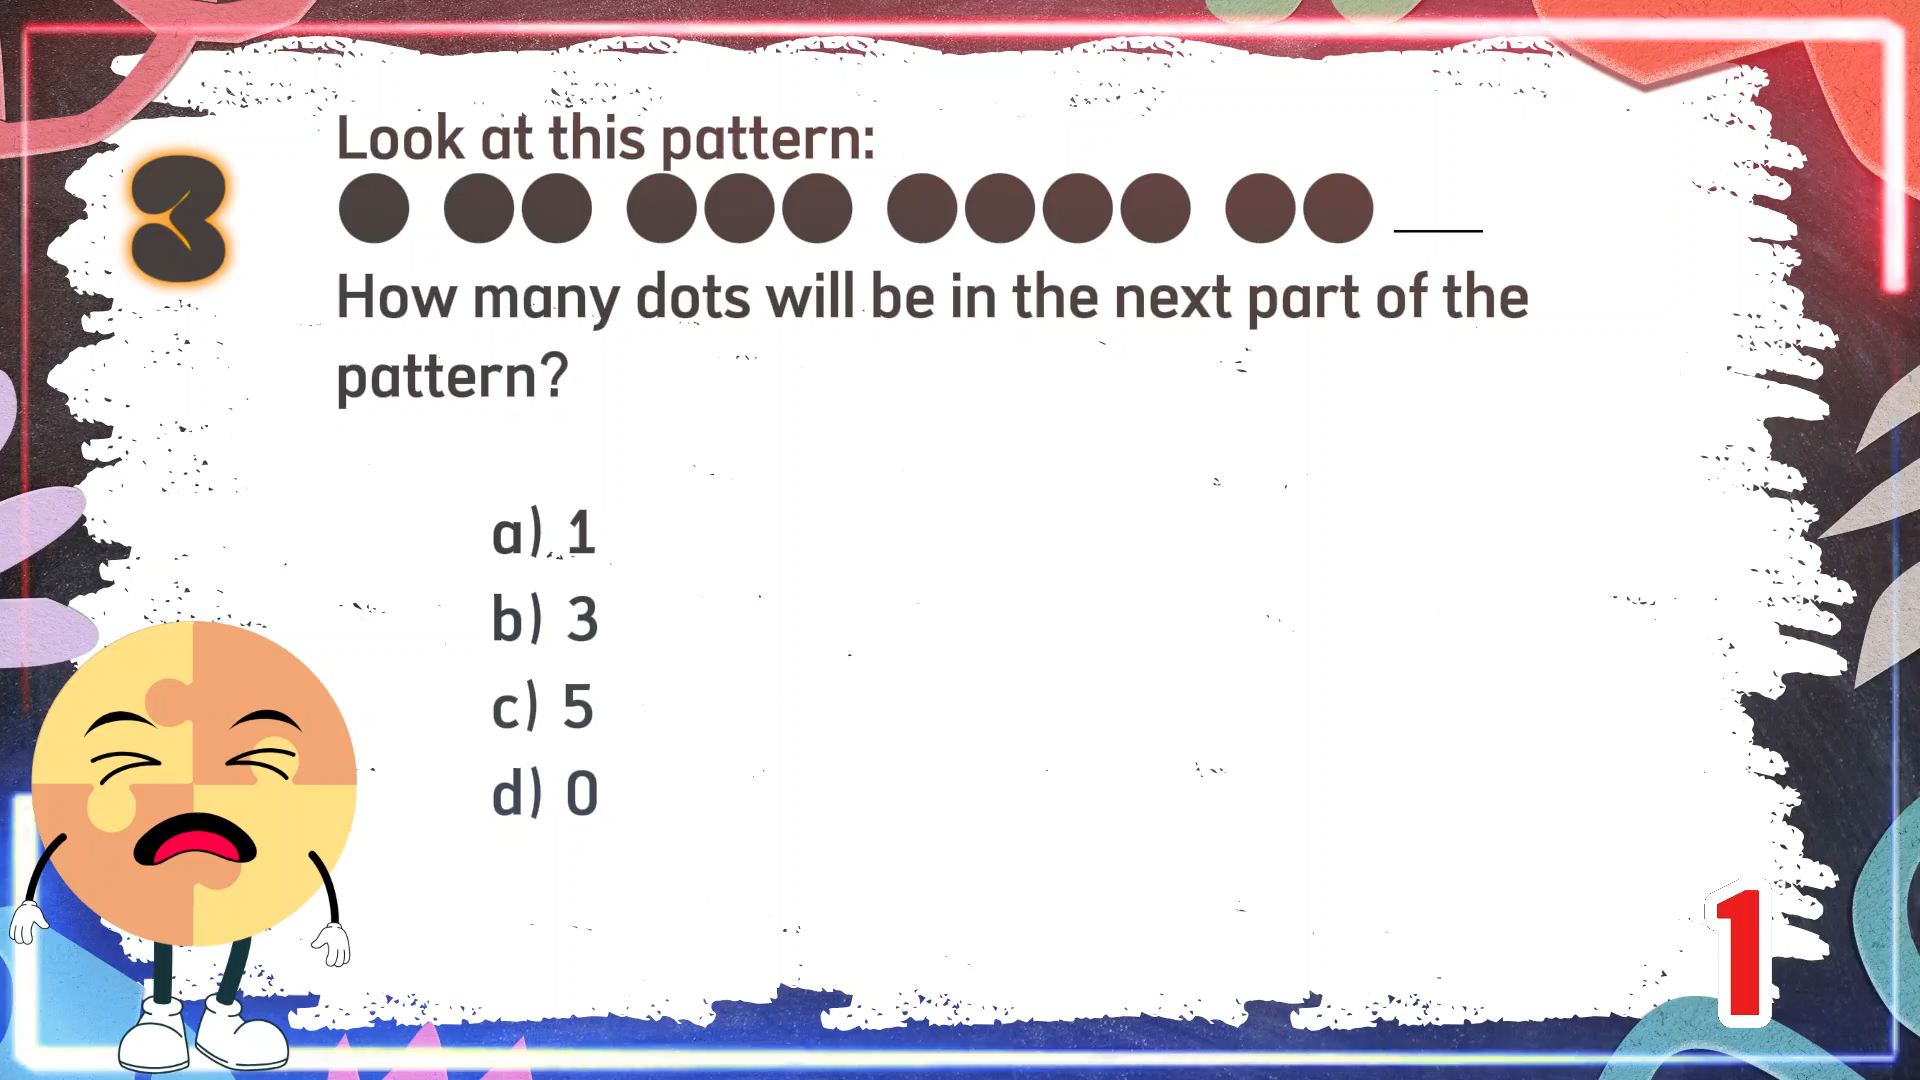 3
Look at this pattern:
● ●● ●●● ●●●● ●● ____
How many dots will be in the next part of the
pattern?
a) 1
b) 3
c) 5
d) 0
1